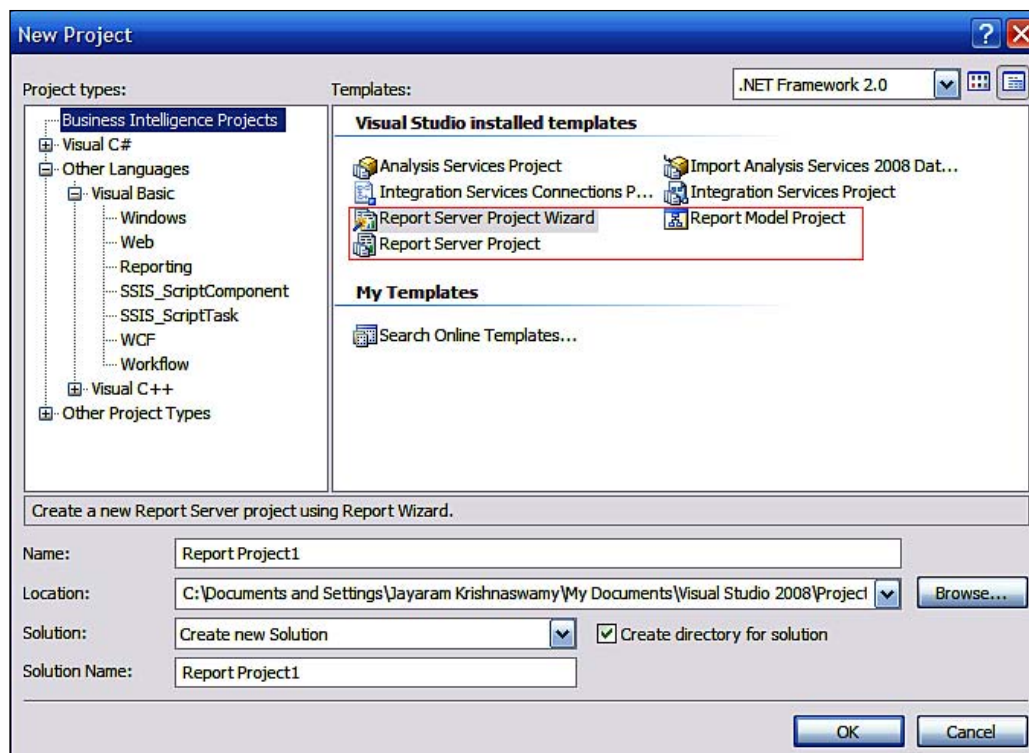 New Project
Project types:
Templates:
.NET Framework 2.0
Business Intelligence Projects
Visual C#
Other Languages
Visual Basic
Windows
Web
Reporting
SSIS_ScriptComponent
SSIS_ScriptTask
WCF
Workflow
Visual C++
Other Project Types
Visual Studio installed templates
Analysis Services Project
Import Analysis Services 2008 Dat...
Integration Services Connections P...
Integration Services Project
Report Server Project Wizard
Report Model Project
Report Server Project
My Templates
Search Online Templates...
Create a new Report Server project using Report Wizard.
Name:
Report Project1
Location:
C:\Documents and Settings\Jayaram Krishnaswamy\My Documents\Visual Studio 2008\Project
Browse...
Solution:
Create new Solution
Create directory for solution
Solution Name:
Report Project1
OK
Cancel